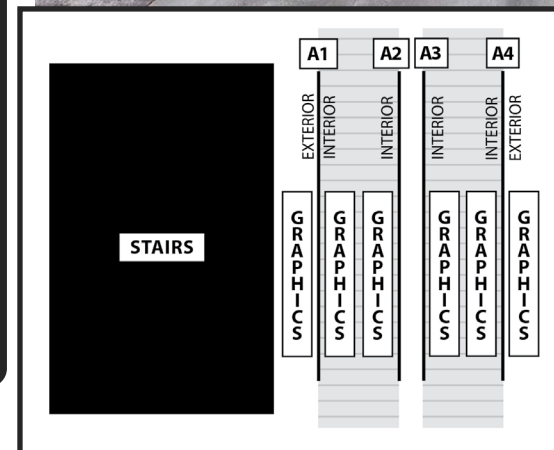 A1
A2
A3
A4
EXTERIOR
INTERIOR
INTERIOR
INTERIOR
INTERIOR
EXTERIOR
STAIRS
GRAPHICS
GRAPHICS
GRAPHICS
GRAPHICS
GRAPHICS
GRAPHICS